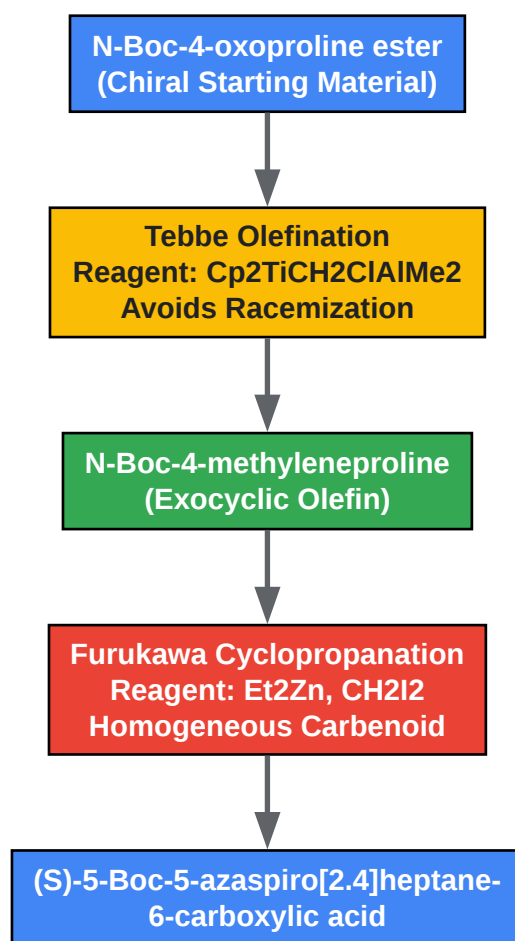 N-Boc-4-oxoproline ester
(Chiral Starting Material)
Tebbe Olefination
Reagent: Cp2TiCH2ClAlMe2
Avoids Racemization
N-Boc-4-methyleneproline
(Exocyclic Olefin)
Furukawa Cyclopropanation
Reagent: Et2Zn, CH2I2
Homogeneous Carbenoid
(S)-5-Boc-5-azaspiro[2.4]heptane-
6-carboxylic acid